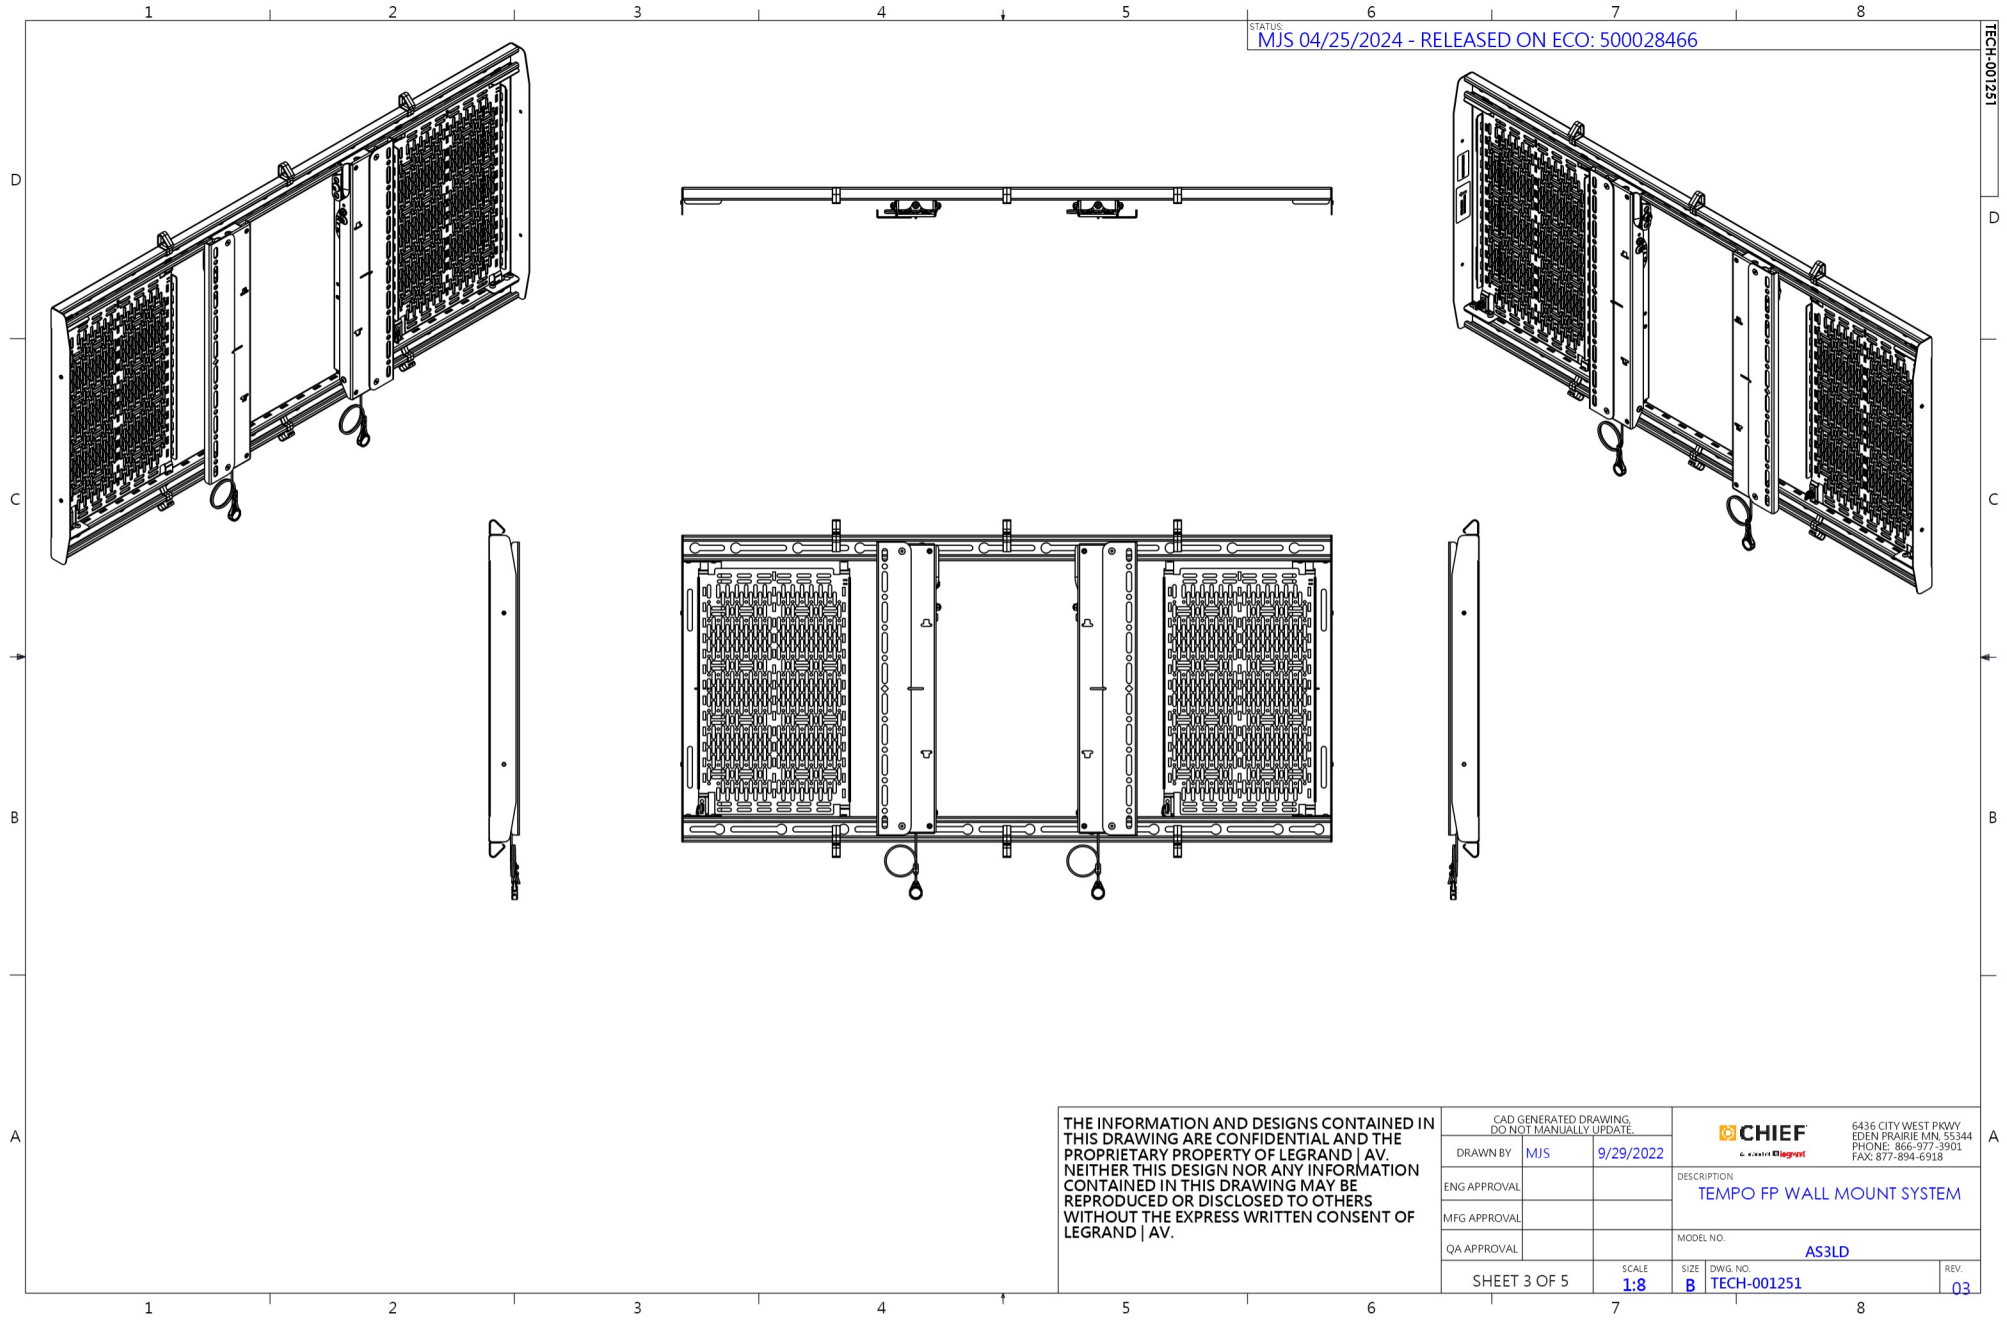 1 2 3 4 5 6 7 8
STATUS:
MJS 04/25/2024 - RELEASED ON ECO: 500028466
TECH-001251
D
D
C
C
B
B
A
A
THE INFORMATION AND DESIGNS CONTAINED IN
THIS DRAWING ARE CONFIDENTIAL AND THE
PROPRIETARY PROPERTY OF LEGRAND | AV.
NEITHER THIS DESIGN NOR ANY INFORMATION
CONTAINED IN THIS DRAWING MAY BE
REPRODUCED OR DISCLOSED TO OTHERS
WITHOUT THE EXPRESS WRITTEN CONSENT OF
LEGRAND | AV.
CAD GENERATED DRAWING,
DO NOT MANUALLY UPDATE.
DRAWN BY MJS 9/29/2022
ENG APPROVAL
MFG APPROVAL
QA APPROVAL
SHEET 3 OF 5
SCALE
1:8
CHIEF
legrand
6436 CITY WEST PKWY
EDEN PRAIRIE MN, 55344
PHONE: 866-977-3901
FAX: 877-894-6918
DESCRIPTION
TEMPO FP WALL MOUNT SYSTEM
MODEL NO.
AS3LD
SIZE
B
DWG. NO.
TECH-001251
REV.
03
1 2 3 4 5 6 7 8